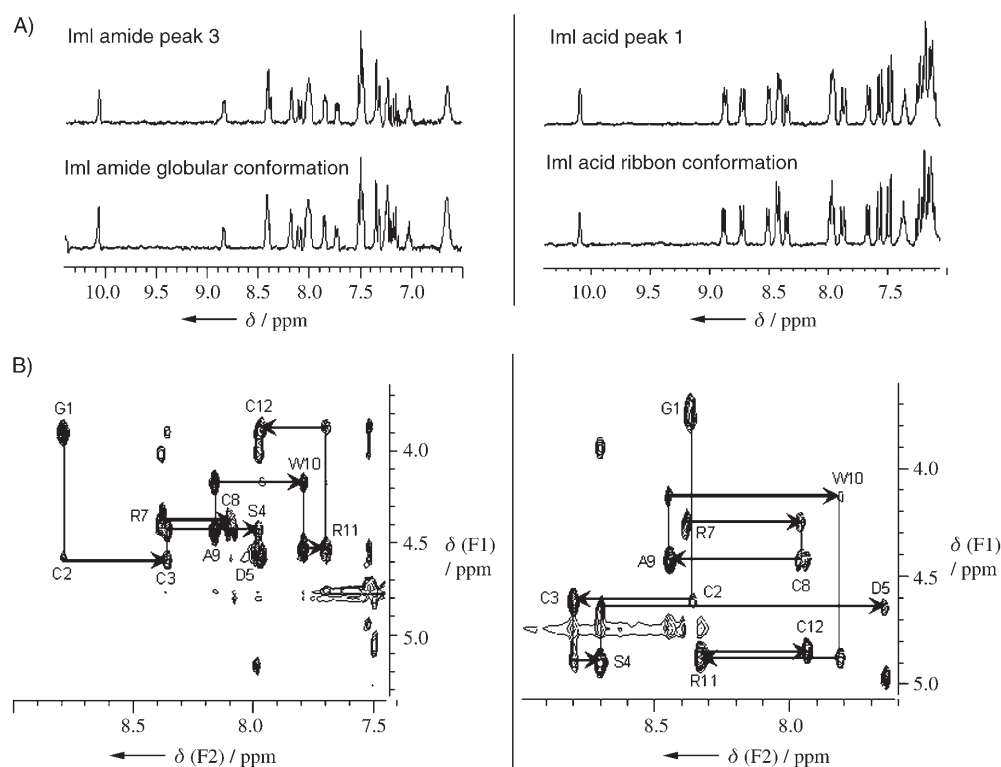 A)
ImI amide peak 3
ImI acid peak 1
ImI amide globular conformation
ImI acid ribbon conformation
10.0 9.5 9.0 8.5 8.0 7.5 7.0
10.0 9.5 9.0 8.5 8.0 7.5
δ / ppm
δ / ppm
B)
G1
C12
W10
R7
C8
S4
C2
C3
A9
D5
R11
4.0
4.5
5.0
δ (F1)
/ ppm
8.5 8.0 7.5
δ (F2) / ppm
G1
W10
R7
A9
C8
C3
C2
D5
S4
C12
R11
4.0
4.5
5.0
δ (F1)
/ ppm
8.5 8.0
δ (F2) / ppm